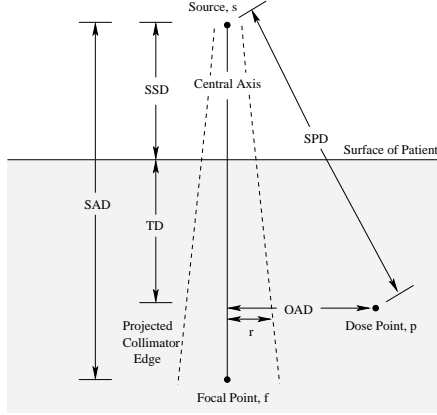 Source, s
SSD
Central Axis
SPD
Surface of Patient
SAD
TD
OAD
r
Projected
Collimator
Edge
Dose Point, p
Focal Point, f